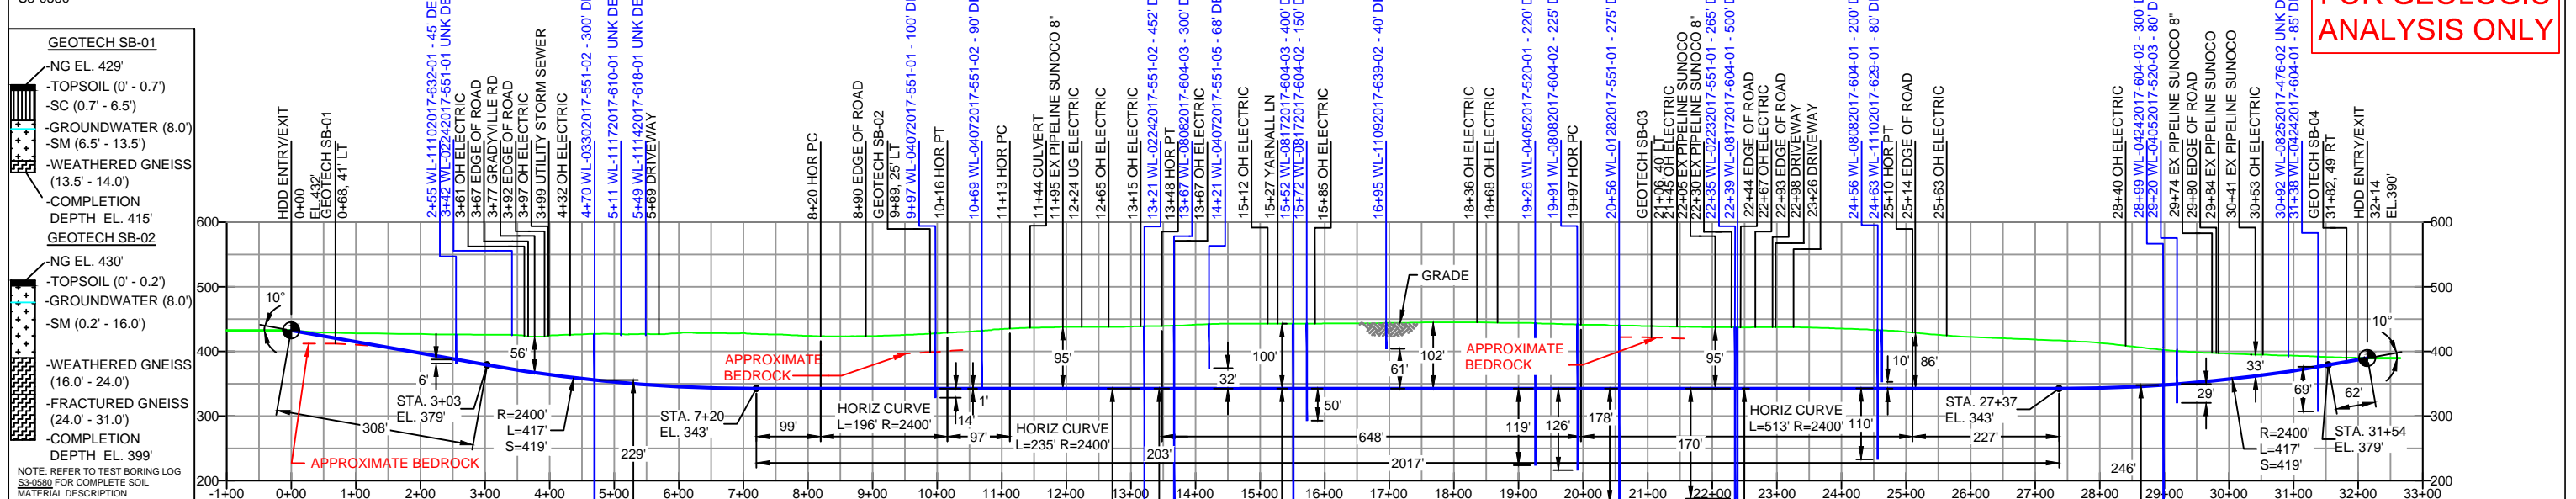 FOR GEOLOGIC
ANALYSIS ONLY
GEOTECH SB-01
-NG EL. 429'
-TOPSOIL (0' - 0.7')
-SC (0.7' - 6.5')
-GROUNDWATER (8.0')
-SM (6.5' - 13.5')
-WEATHERED GNEISS
(13.5' - 14.0')
-COMPLETION
DEPTH EL. 415'
GEOTECH SB-02
-NG EL. 430'
-TOPSOIL (0' - 0.2')
-GROUNDWATER (8.0')
-SM (0.2' - 16.0')
-WEATHERED GNEISS
(16.0' - 24.0')
-FRACTURED GNEISS
(24.0' - 31.0')
-COMPLETION
DEPTH EL. 399'
NOTE: REFER TO TEST BORING LOG
S3-0580 FOR COMPLETE SOIL
MATERIAL DESCRIPTION
HDD ENTRY/EXIT
0+00
EL.432'
GEOTECH SB-01
0+68, 41' LT
2+55 WL-11102017-632-01 - 45'
3+42 WL-02242017-551-01 UNK
3+61 OH ELECTRIC
3+67 EDGE OF ROAD
3+77 GRADYVILLE RD
3+92 EDGE OF ROAD
3+97 OH ELECTRIC
3+99 UTILITY STORM SEWER
4+32 OH ELECTRIC
4+70 WL-03302017-551-02 - 300'
5+11 WL-11172017-610-01 UNK
5+49 WL-11142017-618-01 UNK
5+69 DRIVEWAY
8+20 HOR PC
8+90 EDGE OF ROAD
GEOTECH SB-02
9+89, 25' LT
9+97 WL-04072017-551-01 - 100'
10+16 HOR PT
10+69 WL-04072017-551-02 - 90'
11+13 HOR PC
11+44 CULVERT
11+95 EX PIPELINE SUNOCO 8"
12+24 UG ELECTRIC
12+65 OH ELECTRIC
13+15 OH ELECTRIC
13+21 WL-02242017-551-02 - 452'
13+48 HOR PT
13+67 WL-08082017-604-03 - 300'
13+67 OH ELECTRIC
14+21 WL-04072017-551-05 - 68'
15+12 OH ELECTRIC
15+27 YARNALL LN
15+52 WL-08172017-604-03 - 400'
15+72 WL-08172017-604-02 - 150'
15+85 OH ELECTRIC
16+95 WL-11092017-639-02 - 40'
18+36 OH ELECTRIC
18+68 OH ELECTRIC
19+26 WL-04052017-520-01 - 220'
19+91 WL-08082017-604-02 - 225'
19+97 HOR PC
20+56 WL-01282017-551-01 - 275'
GEOTECH SB-03
21+06, 40' LT
21+45 OH ELECTRIC
22+05 EX PIPELINE SUNOCO
22+30 EX PIPELINE SUNOCO 8"
22+35 WL-02232017-551-01 - 265'
22+39 WL-08172017-604-01 - 500'
22+44 EDGE OF ROAD
22+67 OH ELECTRIC
22+93 EDGE OF ROAD
22+98 DRIVEWAY
23+26 DRIVEWAY
24+56 WL-08082017-604-01 - 200'
24+63 WL-11102017-629-01 - 80'
25+10 HOR PT
25+14 EDGE OF ROAD
25+63 OH ELECTRIC
28+40 OH ELECTRIC
28+99 WL-04242017-604-02 - 300'
29+20 WL-04052017-520-03 - 80'
29+74 EX PIPELINE SUNOCO 8"
29+80 EDGE OF ROAD
29+84 EX PIPELINE SUNOCO
30+41 EX PIPELINE SUNOCO
30+53 OH ELECTRIC
30+92 WL-08252017-476-02 UNK
31+38 WL-04242017-604-01 - 85'
GEOTECH SB-04
31+82, 49' RT
HDD ENTRY/EXIT
32+14
EL.390'
600
500
400
300
200
600
500
400
300
200
10°
10°
GRADE
APPROXIMATE
BEDROCK
APPROXIMATE
BEDROCK
APPROXIMATE BEDROCK
6'
56'
95'
32'
100'
61'
102'
95'
10'
86'
33'
69'
62'
29'
1'
14'
50'
STA. 3+03
EL. 379'
R=2400'
L=417'
S=419'
308'
229'
STA. 7+20
EL. 343'
99'
HORIZ CURVE
L=196' R=2400'
97'
HORIZ CURVE
L=235' R=2400'
203'
648'
2017'
119'
126'
178'
170'
HORIZ CURVE
L=513' R=2400'
110'
STA. 27+37
EL. 343'
227'
246'
R=2400'
L=417'
S=419'
STA. 31+54
EL. 379'
-1+00 0+00 1+00 2+00 3+00 4+00 5+00 6+00 7+00 8+00 9+00 10+00 11+00 12+00 13+00 14+00 15+00 16+00 17+00 18+00 19+00 20+00 21+00 22+00 23+00 24+00 25+00 26+00 27+00 28+00 29+00 30+00 31+00 32+00 33+00